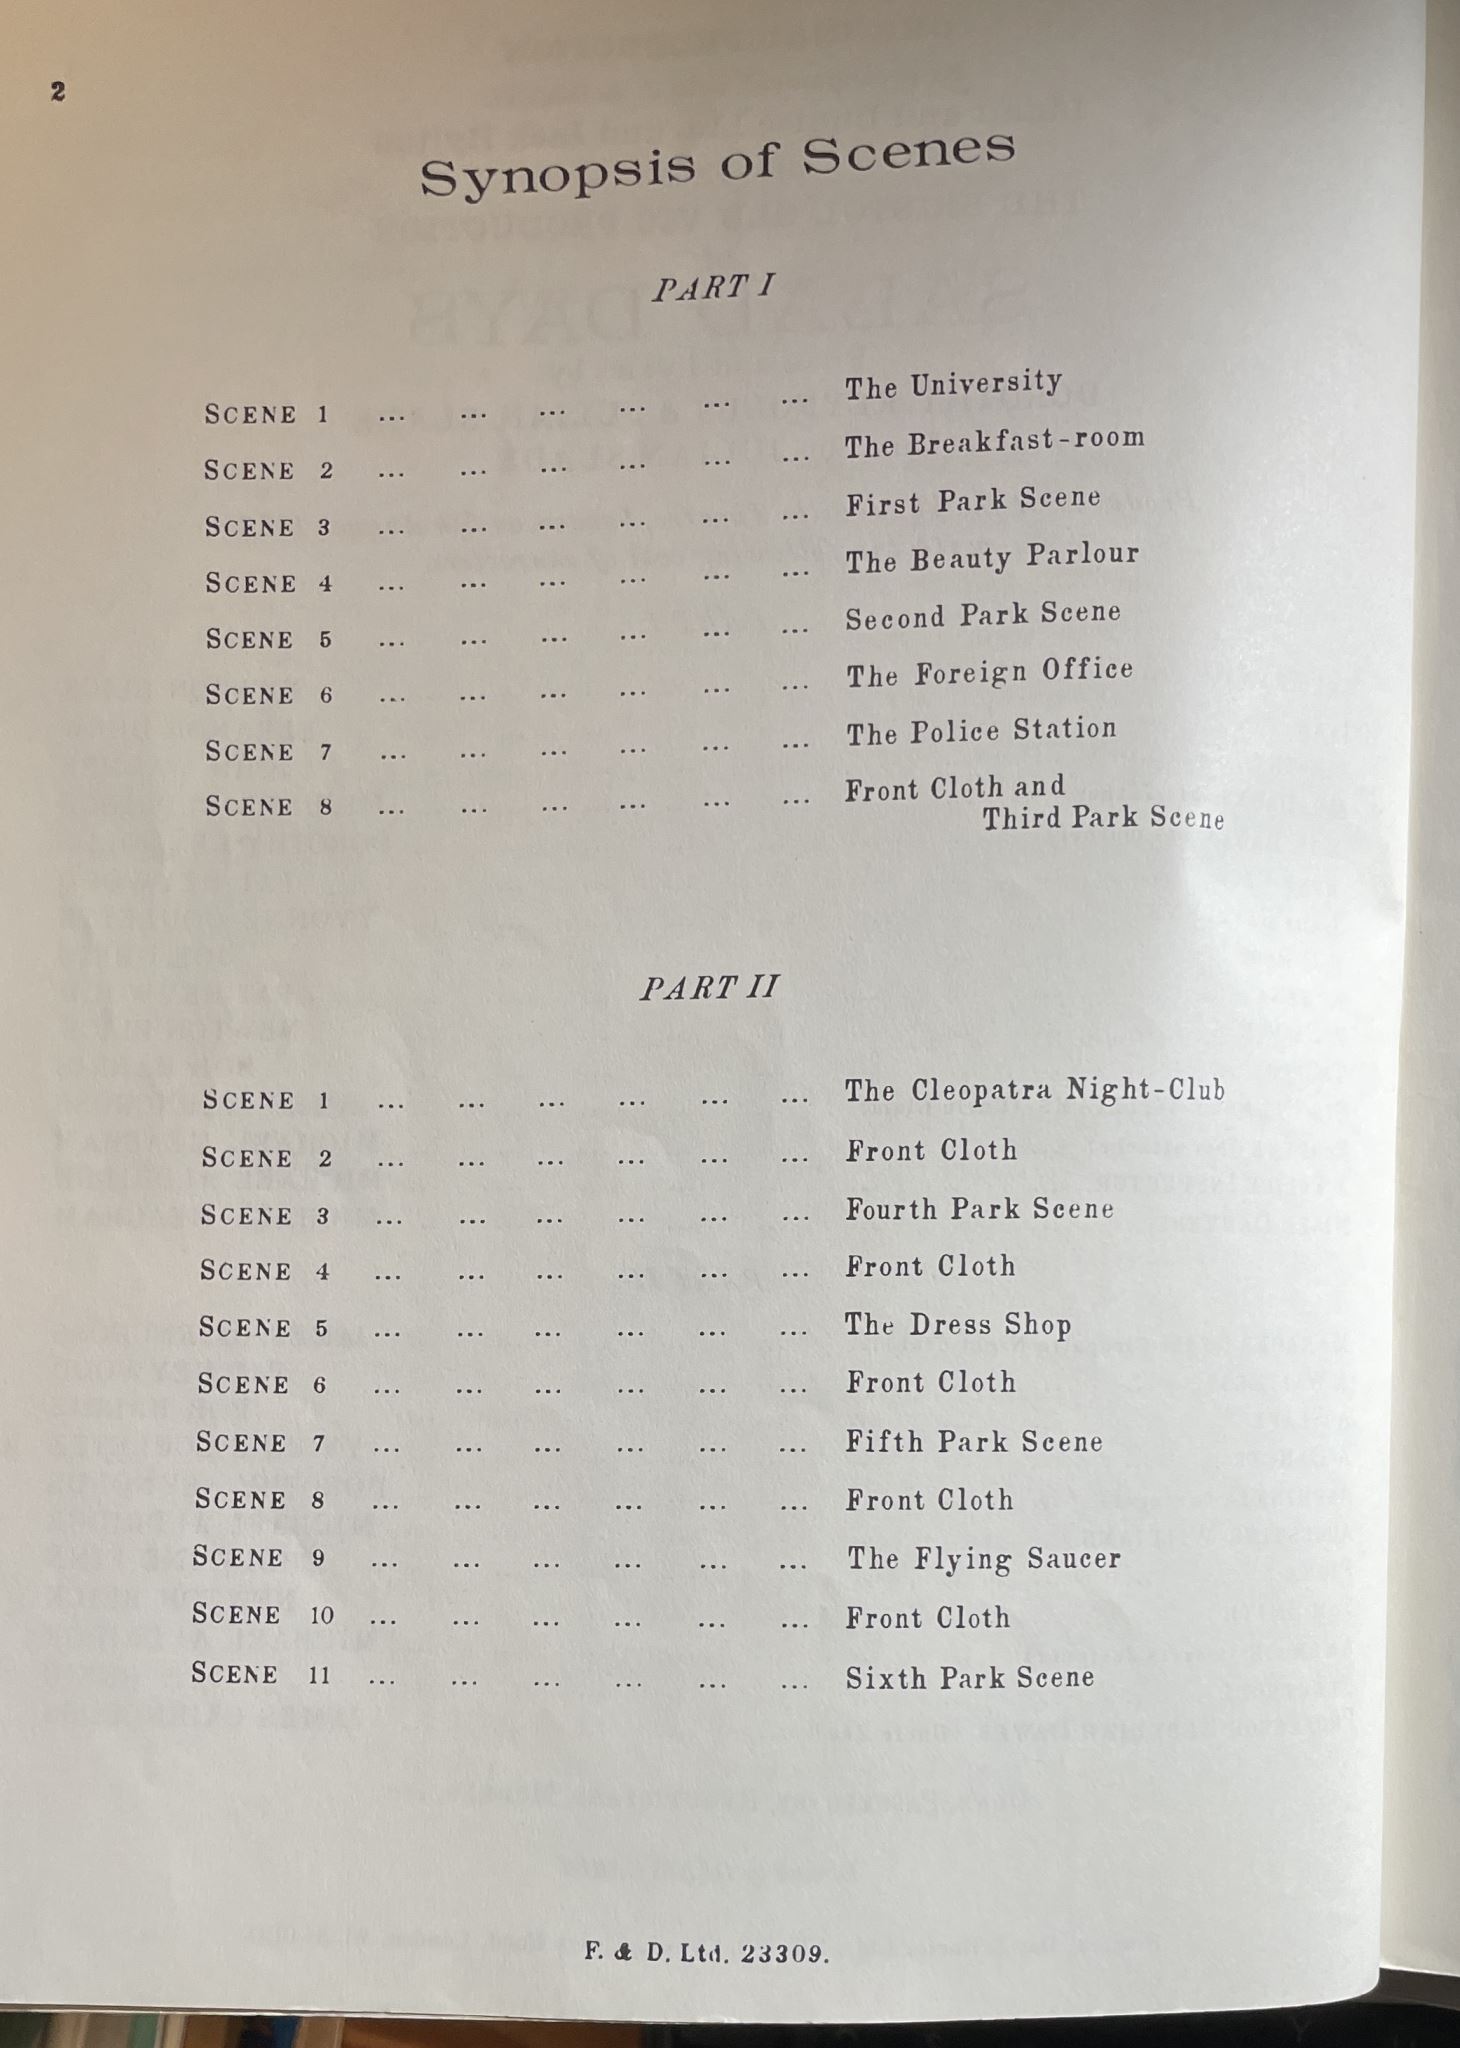 2
Synopsis of Scenes
PART I
SCENE 1 ... ... ... ... ... ... The University
SCENE 2 ... ... ... ... ... ... The Breakfast-room
SCENE 3 ... ... ... ... ... ... First Park Scene
SCENE 4 ... ... ... ... ... ... The Beauty Parlour
SCENE 5 ... ... ... ... ... ... Second Park Scene
SCENE 6 ... ... ... ... ... ... The Foreign Office
SCENE 7 ... ... ... ... ... ... The Police Station
SCENE 8 ... ... ... ... ... ... Front Cloth and
Third Park Scene
PART II
SCENE 1 ... ... ... ... ... ... The Cleopatra Night-Club
SCENE 2 ... ... ... ... ... ... Front Cloth
SCENE 3 ... ... ... ... ... ... Fourth Park Scene
SCENE 4 ... ... ... ... ... ... Front Cloth
SCENE 5 ... ... ... ... ... ... The Dress Shop
SCENE 6 ... ... ... ... ... ... Front Cloth
SCENE 7 ... ... ... ... ... ... Fifth Park Scene
SCENE 8 ... ... ... ... ... ... Front Cloth
SCENE 9 ... ... ... ... ... ... The Flying Saucer
SCENE 10 ... ... ... ... ... ... Front Cloth
SCENE 11 ... ... ... ... ... ... Sixth Park Scene
F. & D. Ltd. 23309.